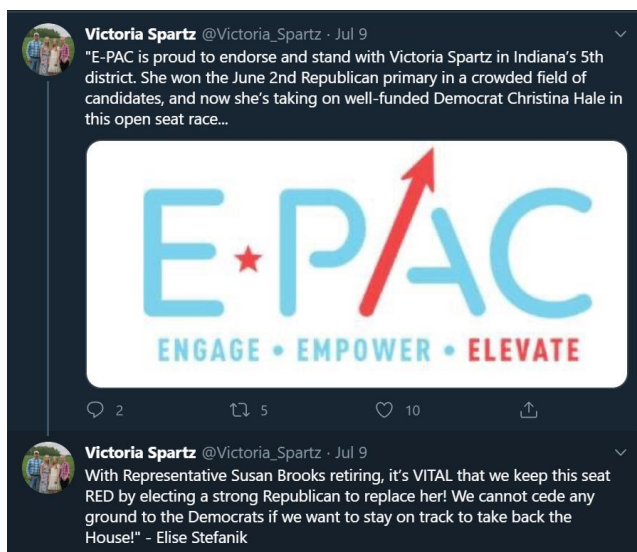 Victoria Spartz @Victoria_Spartz · Jul 9
"E-PAC is proud to endorse and stand with Victoria Spartz in Indiana's 5th
district. She won the June 2nd Republican primary in a crowded field of
candidates, and now she's taking on well-funded Democrat Christina Hale in
this open seat race...
E★PAC
ENGAGE • EMPOWER • ELEVATE
2 5 10
Victoria Spartz @Victoria_Spartz · Jul 9
With Representative Susan Brooks retiring, it's VITAL that we keep this seat
RED by electing a strong Republican to replace her! We cannot cede any
ground to the Democrats if we want to stay on track to take back the
House!" - Elise Stefanik